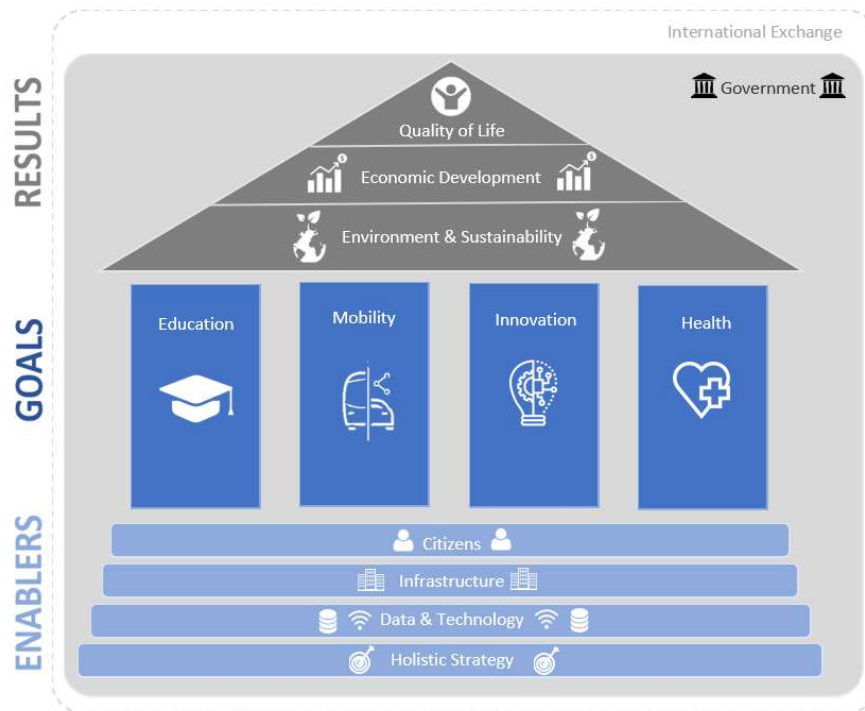 International Exchange
Government
RESULTS
Quality of Life
Economic Development
Environment & Sustainability
GOALS
Education
Mobility
Innovation
Health
ENABLERS
Citizens
Infrastructure
Data & Technology
Holistic Strategy